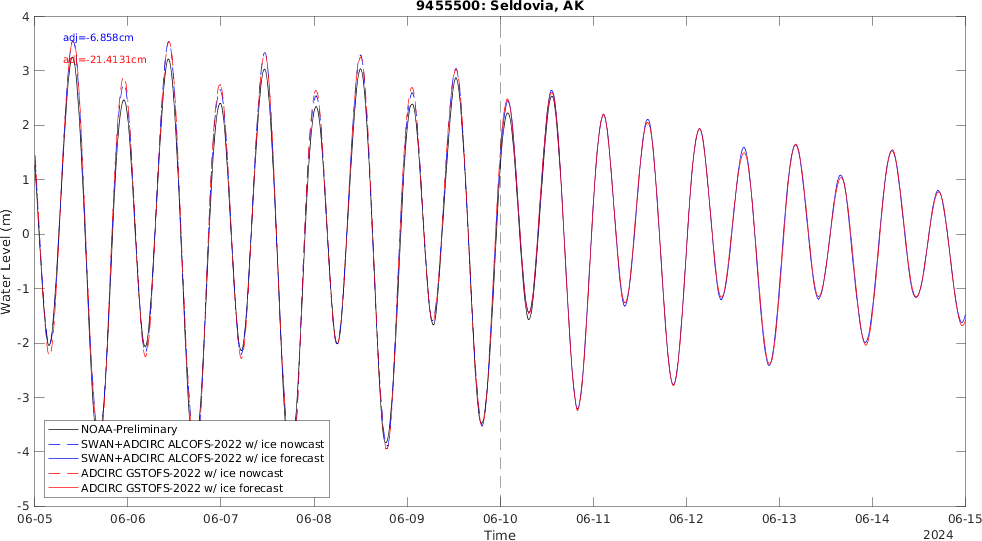 9455500: Seldovia, AK
adj=-6.858cm
adj=-21.4131cm
4
3
2
1
0
-1
-2
-3
-4
-5
Water Level (m)
NOAA-Preliminary
SWAN+ADCIRC ALCOFS-2022 w/ ice nowcast
SWAN+ADCIRC ALCOFS-2022 w/ ice forecast
ADCIRC GSTOFS-2022 w/ ice nowcast
ADCIRC GSTOFS-2022 w/ ice forecast
06-05 06-06 06-07 06-08 06-09 06-10 06-11 06-12 06-13 06-14 06-15
Time
2024